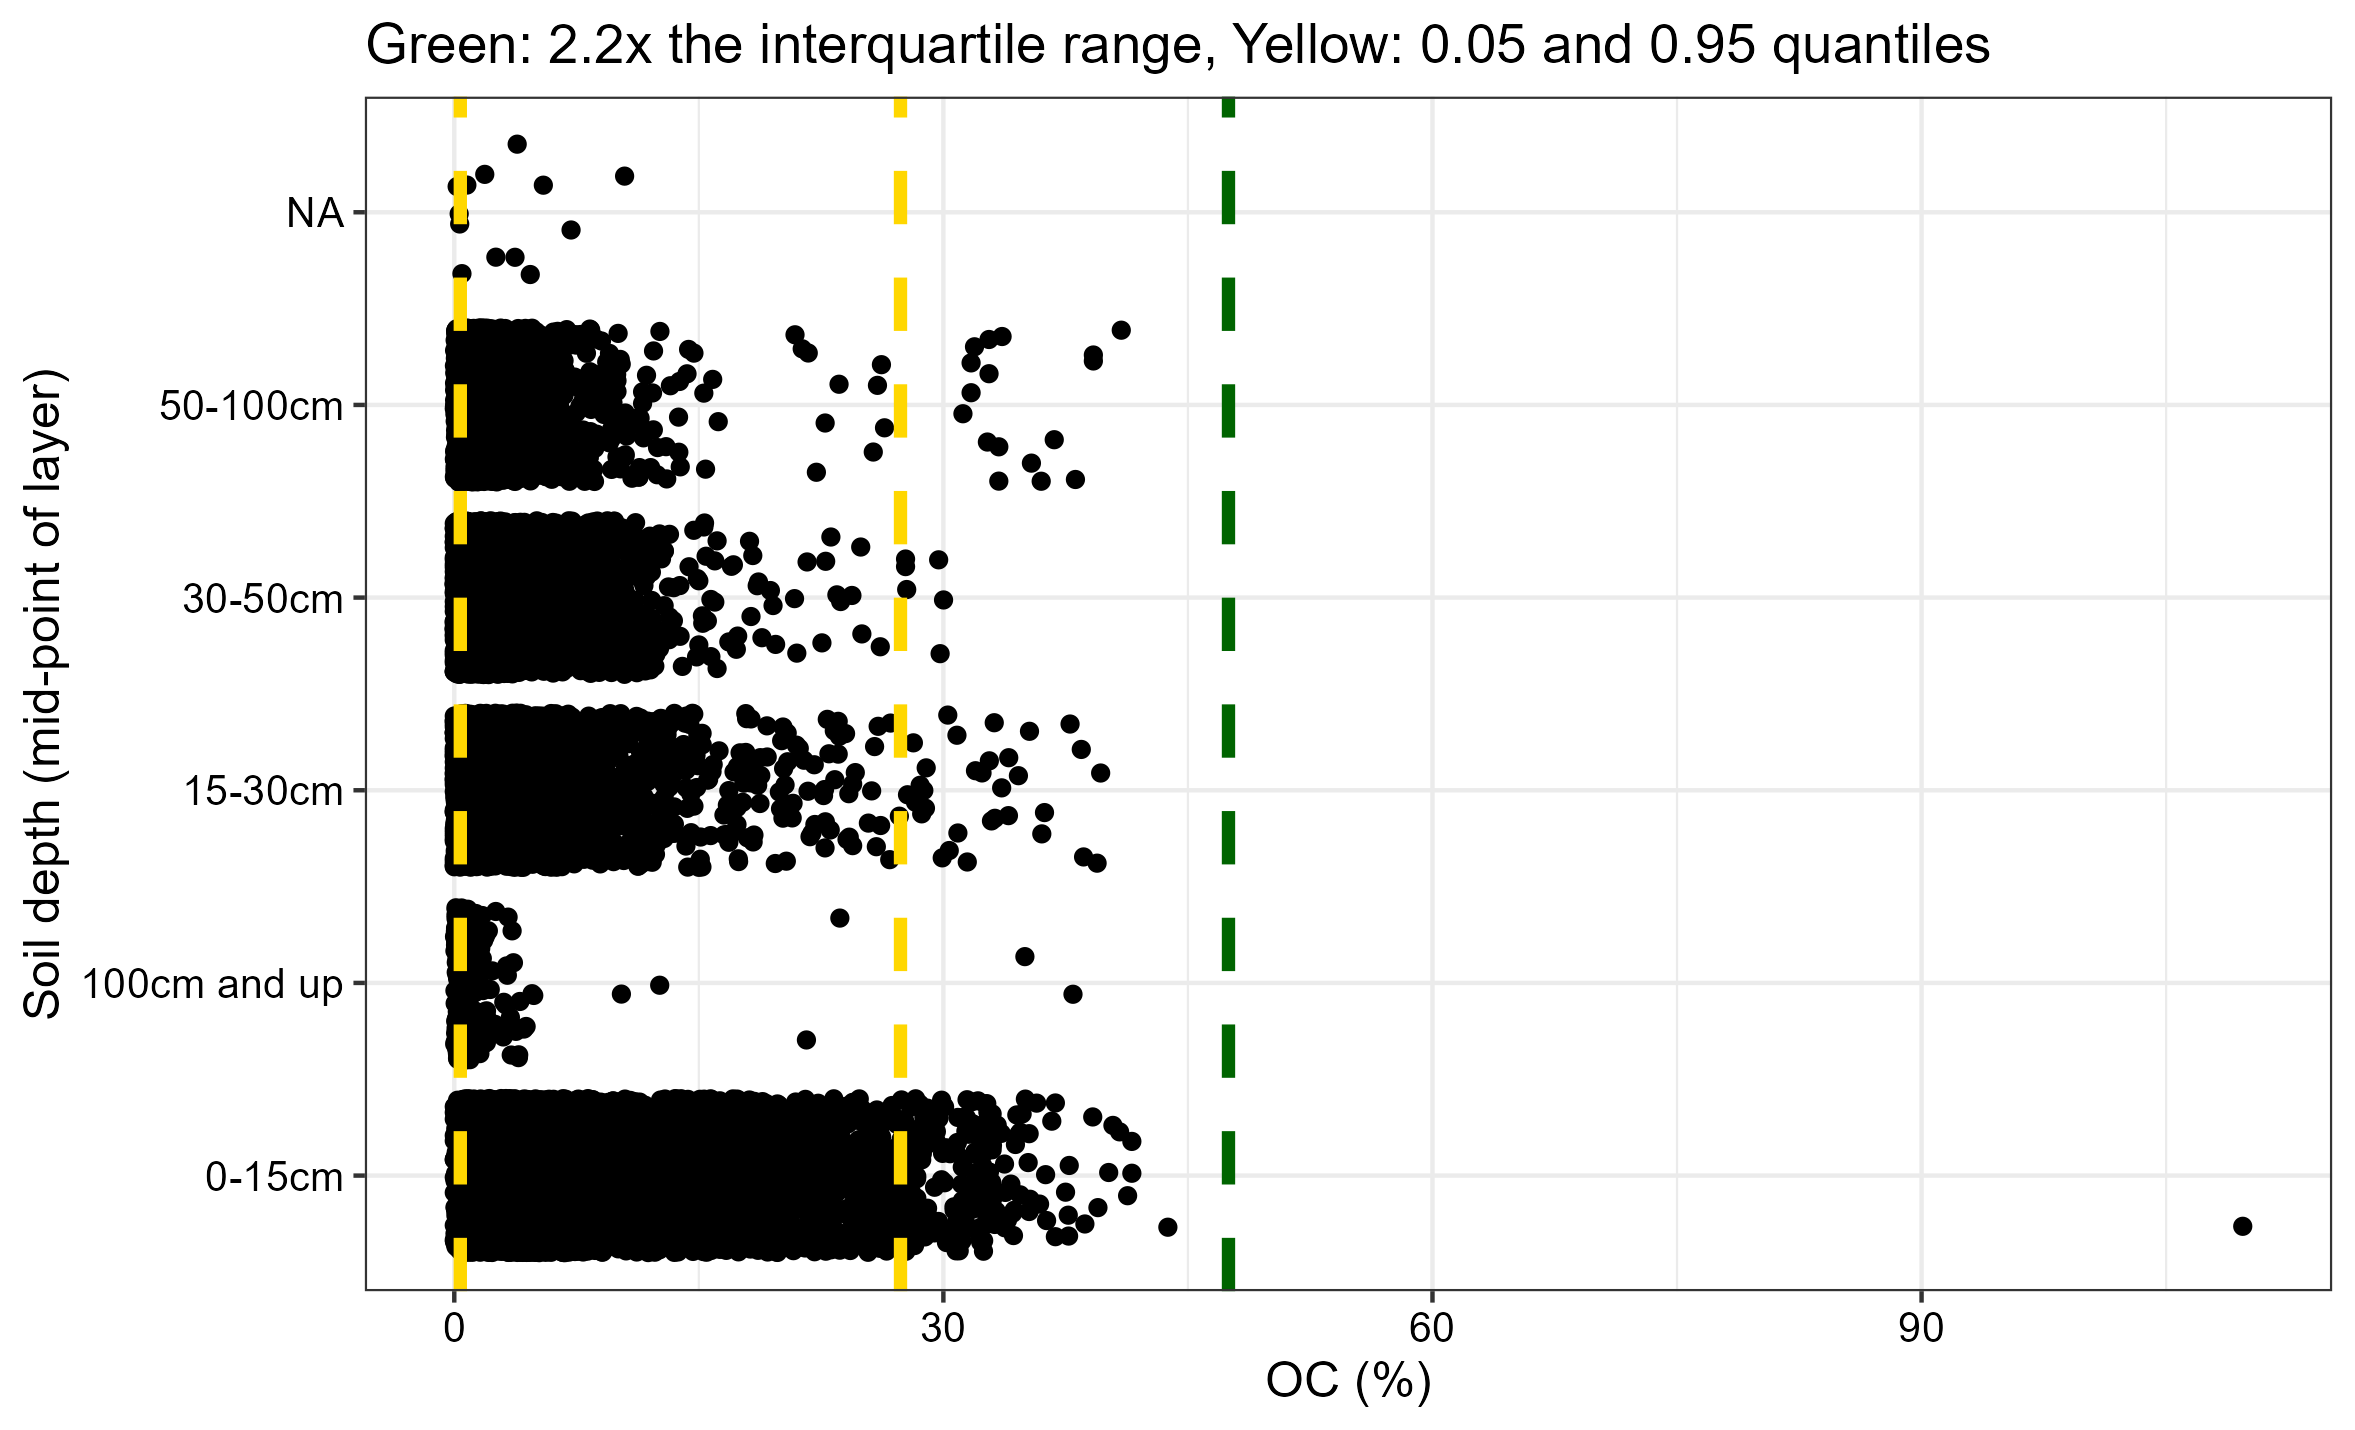 Green: 2.2x the interquartile range, Yellow: 0.05 and 0.95 quantiles
Soil depth (mid-point of layer)
NA
50-100cm
30-50cm
15-30cm
100cm and up
0-15cm
0 30 60 90
OC (%)